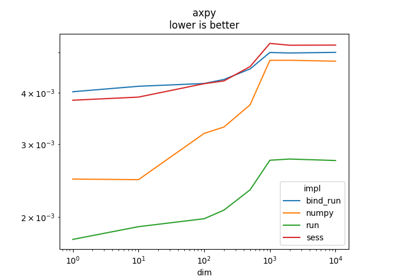 axpy
lower is better
4 × 10⁻³
3 × 10⁻³
2 × 10⁻³
10⁰ 10¹ 10² 10³ 10⁴
dim
impl
bind_run
numpy
run
sess